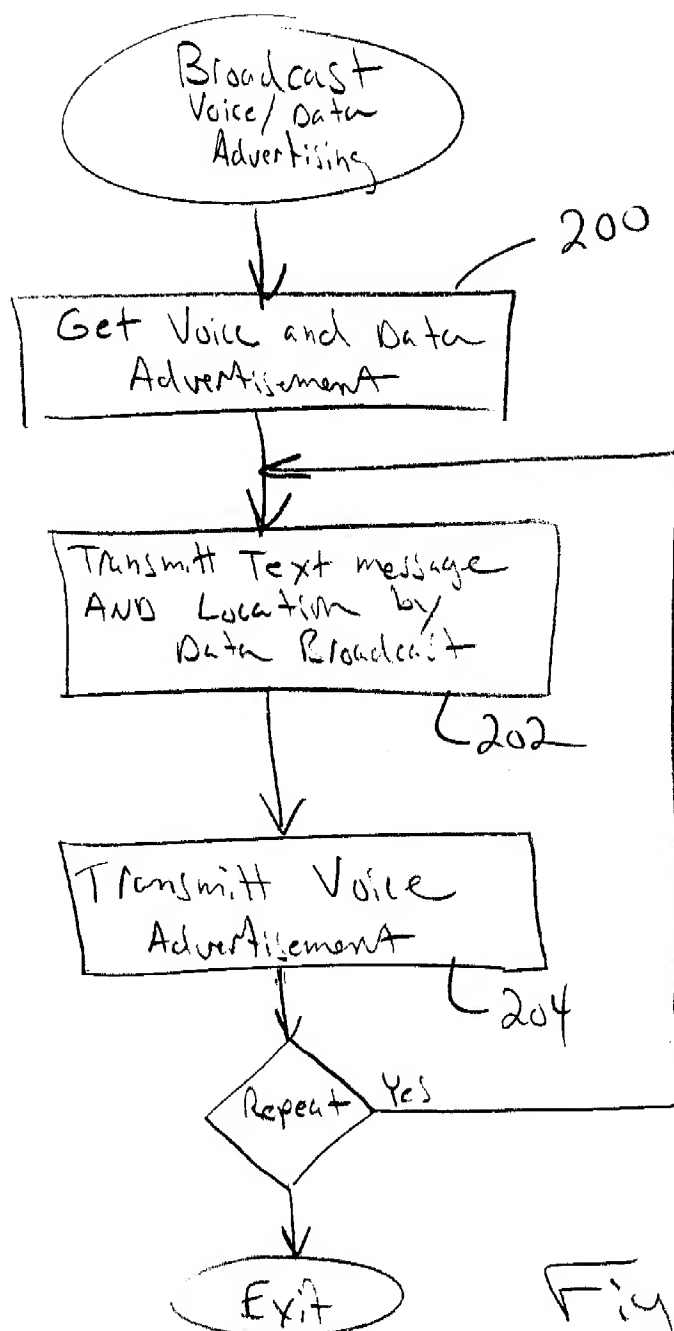 Broadcast
Voice/Data
Advertising
200
Get Voice and Data
Advertisement
Transmitt Text message
AND Location by
Data Broadcast
202
Transmitt Voice
Advertisement
204
Repeat
Yes
Exit
Fig